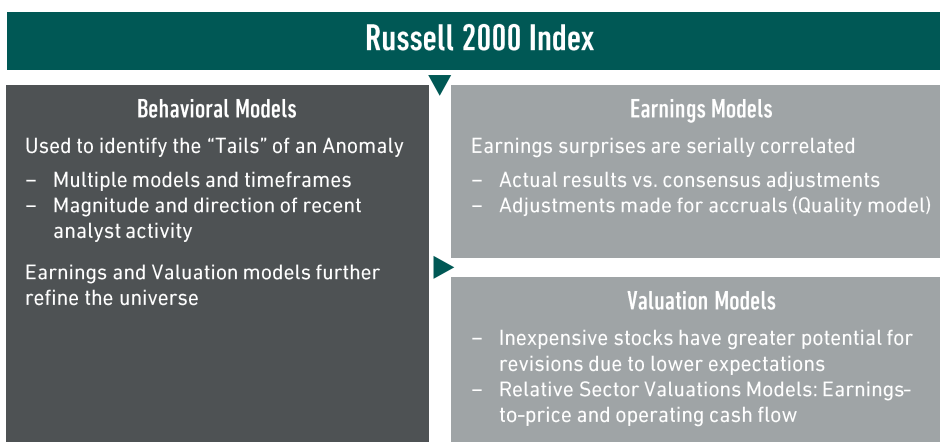 Russell 2000 Index
Behavioral Models
Used to identify the “Tails” of an Anomaly
– Multiple models and timeframes
– Magnitude and direction of recent
analyst activity
Earnings and Valuation models further
refine the universe
Earnings Models
Earnings surprises are serially correlated
– Actual results vs. consensus adjustments
– Adjustments made for accruals (Quality model)
Valuation Models
– Inexpensive stocks have greater potential for
revisions due to lower expectations
– Relative Sector Valuations Models: Earnings-
to-price and operating cash flow